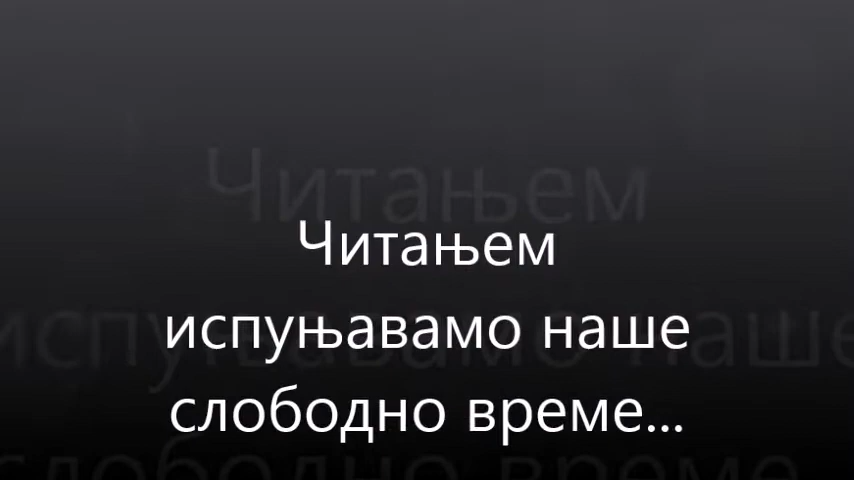 Читањем
испуњавамо наше
слободно време...